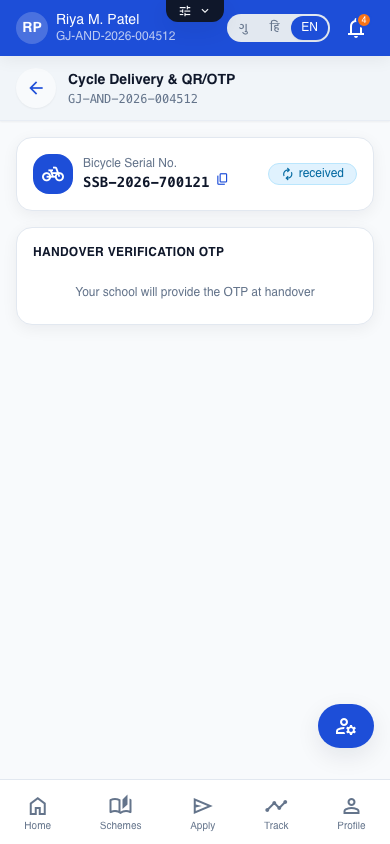 RP
Riya M. Patel
GJ-AND-2026-004512
ગુ
हि
EN
4
Cycle Delivery & QR/OTP
GJ-AND-2026-004512
Bicycle Serial No.
SSB-2026-700121
received
HANDOVER VERIFICATION OTP
Your school will provide the OTP at handover
Home
Schemes
Apply
Track
Profile